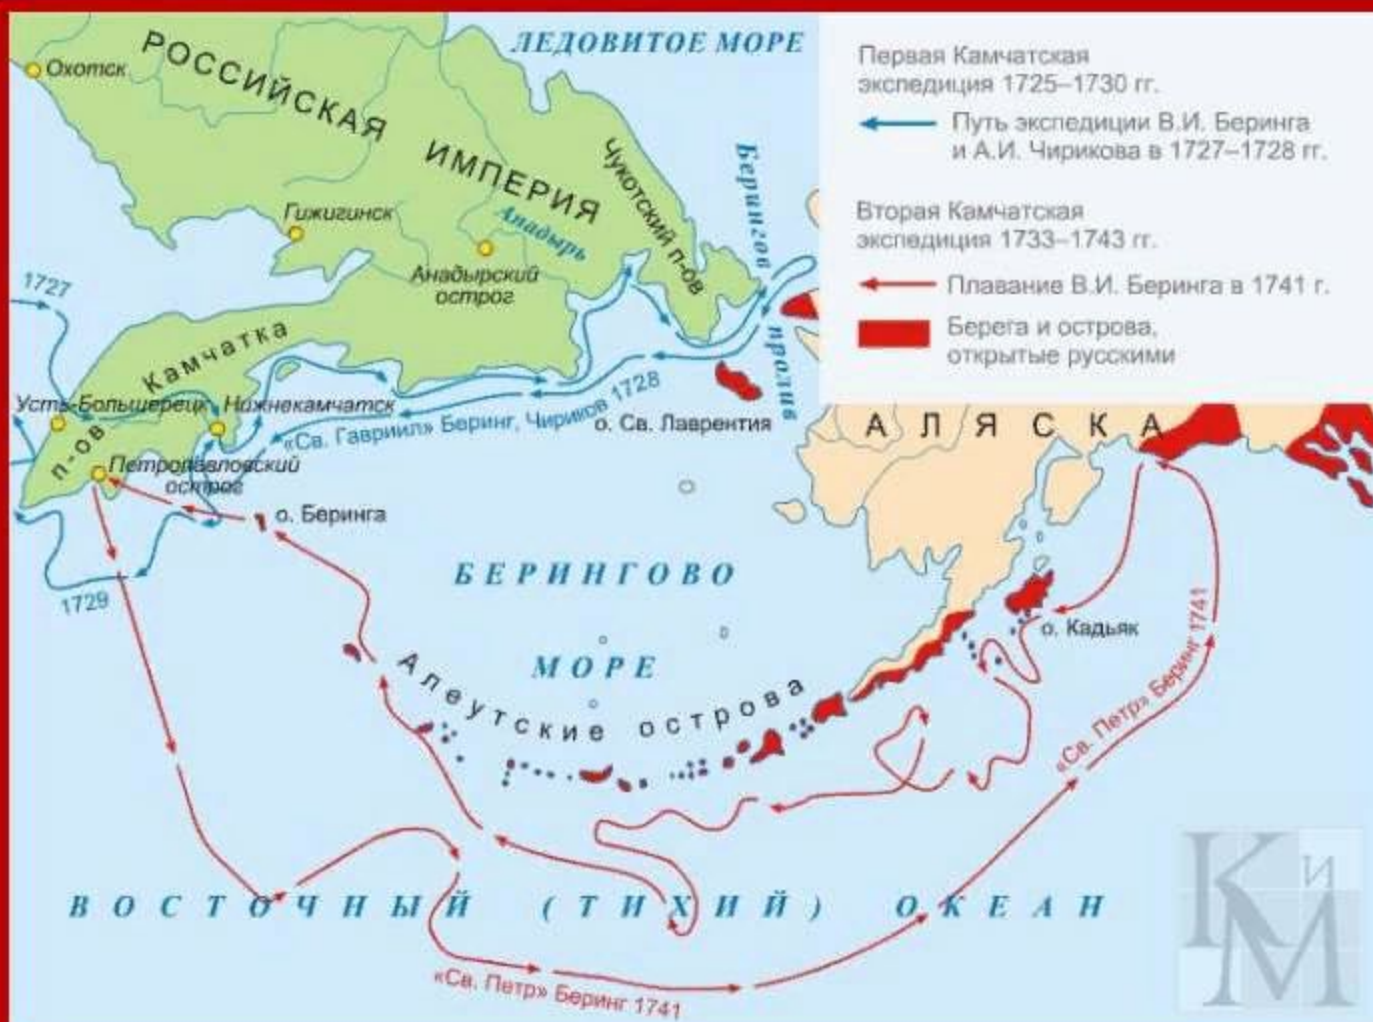 ЛЕДОВИТОЕ МОРЕ
Охотск
РОССИЙСКАЯ ИМПЕРИЯ
Чукотский п-ов
Берингов пролив
Гижигинск
Анадырь
Анадырский
острог
1727
п-ов Камчатка
Усть-Большерецк
Нижнекамчатск
«Св. Гавриил» Беринг, Чириков 1728
о. Св. Лаврентия
Петропавловский
острог
о. Беринга
1729
АЛЯСКА
БЕРИНГОВО
МОРЕ
Алеутские острова
о. Кадьяк
«Св. Петр» Беринг 1741
ВОСТОЧНЫЙ (ТИХИЙ) ОКЕАН
«Св. Петр» Беринг 1741
Первая Камчатская
экспедиция 1725–1730 гг.
Путь экспедиции В.И. Беринга
и А.И. Чирикова в 1727–1728 гг.
Вторая Камчатская
экспедиция 1733–1743 гг.
Плавание В.И. Беринга в 1741 г.
Берега и острова,
открытые русскими
К и М